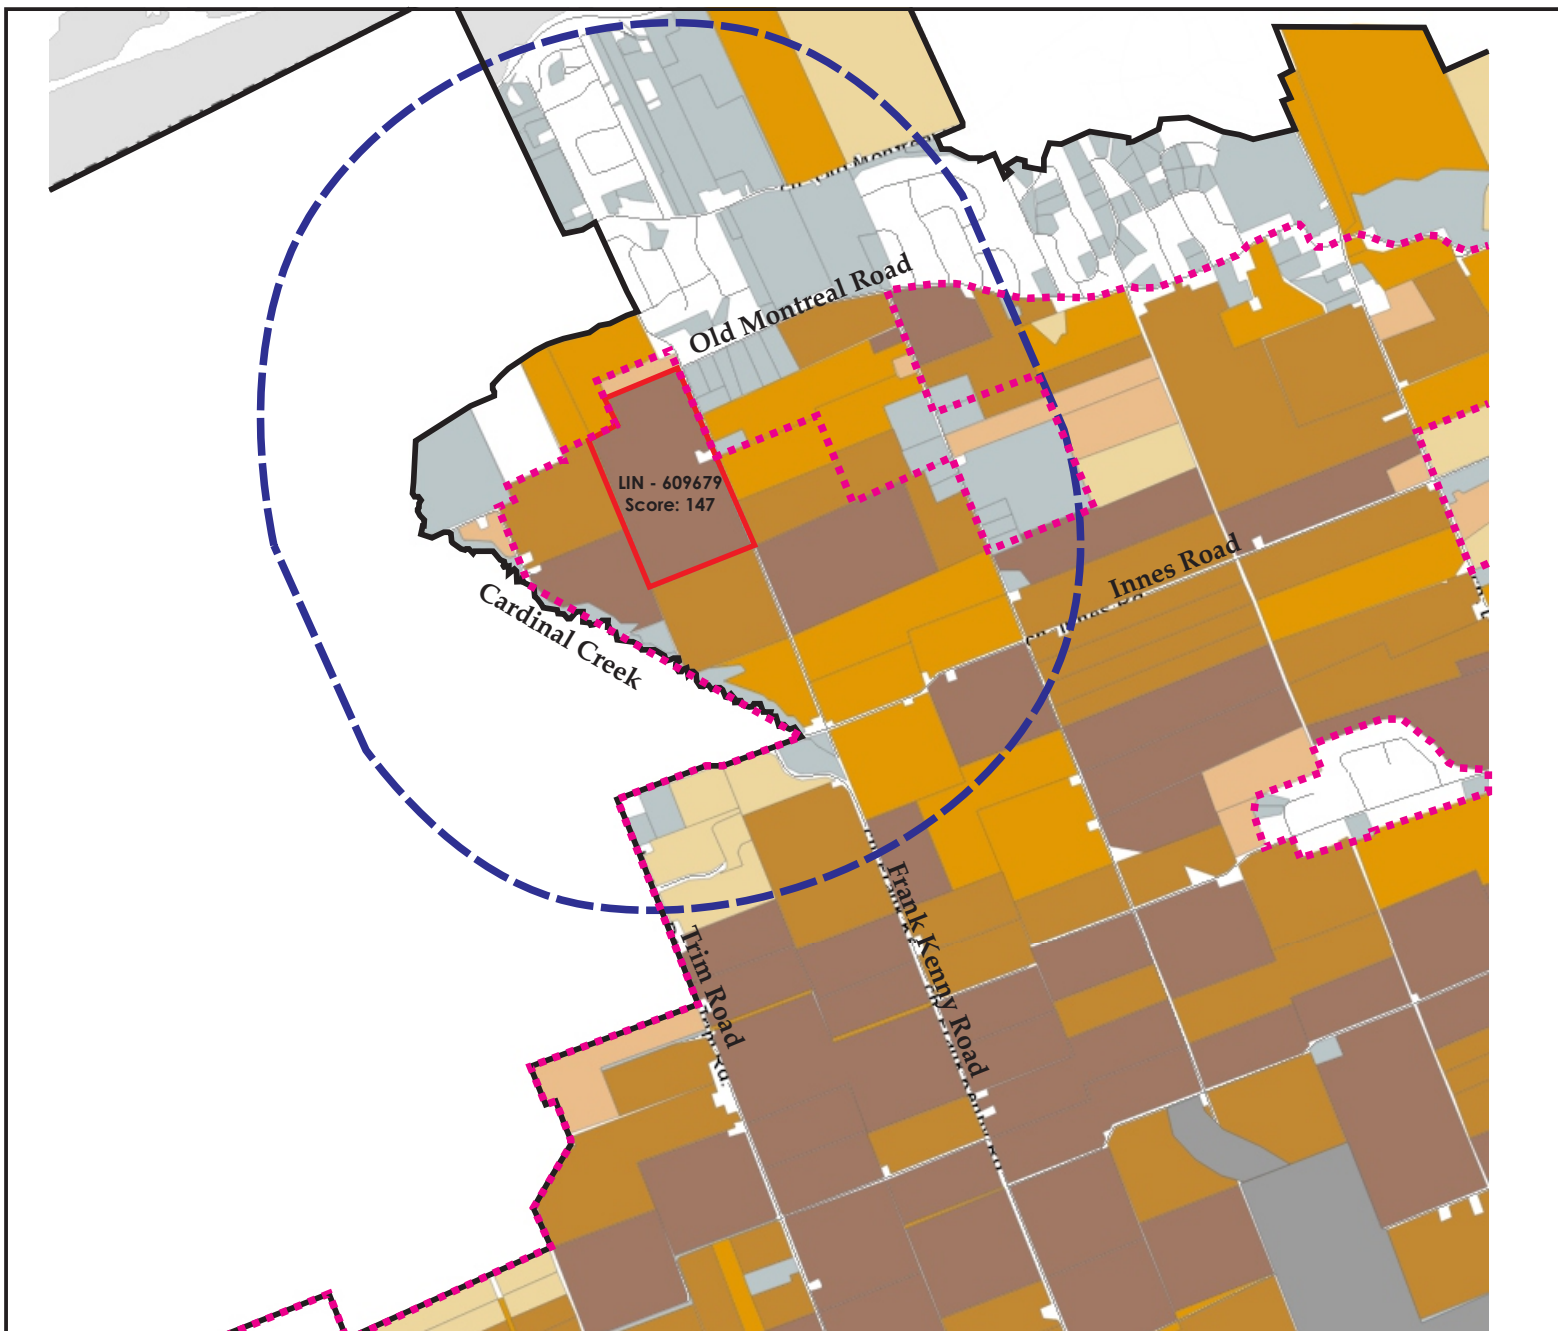 Old Montreal Road
LIN - 609679
Score: 147
Innes Road
Cardinal Creek
Frank Kenny Road
Trim Road